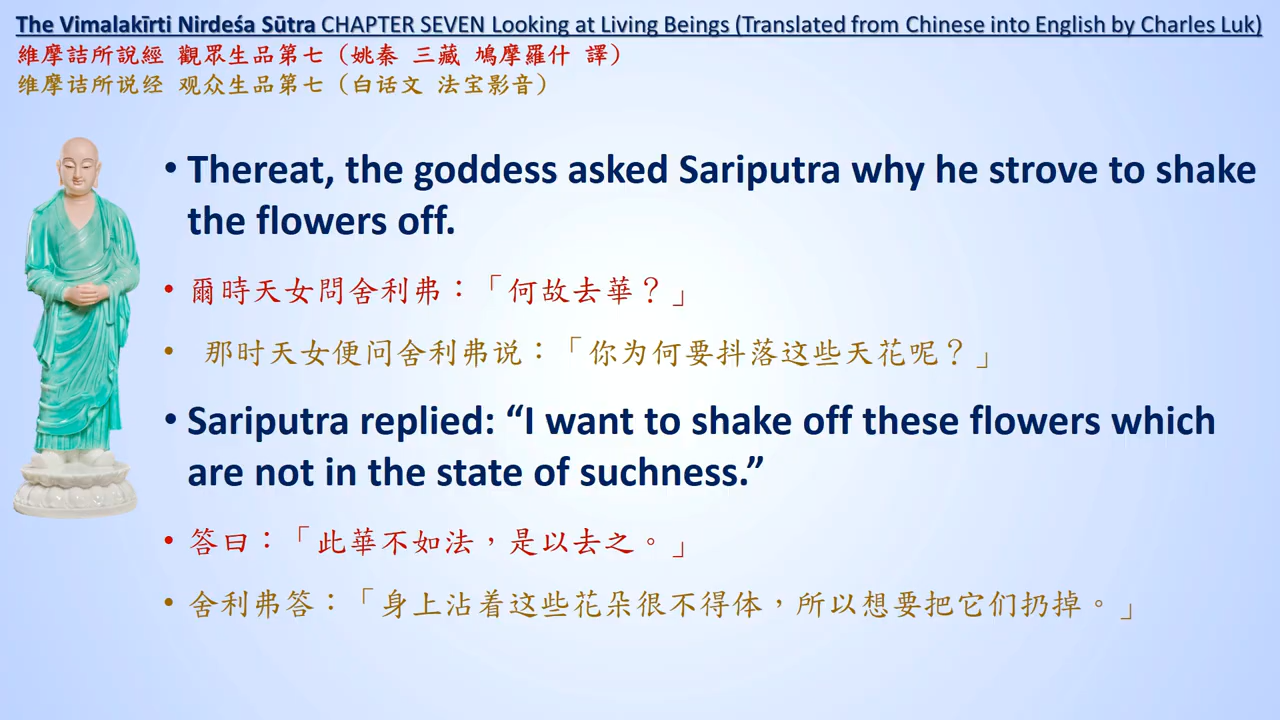 The Vimalakīrti Nirdeśa Sūtra CHAPTER SEVEN Looking at Living Beings (Translated from Chinese into English by Charles Luk)
維摩詰所說經 觀眾生品第七 (姚秦 三藏 鳩摩羅什 譯)
维摩诘所说经 观众生品第七 (白话文 法宝影音)
• Thereat, the goddess asked Sariputra why he strove to shake
the flowers off.
• 爾時天女問舍利弗：「何故去華？」
• 那时天女便问舍利弗说：「你为何要抖落这些天花呢？」
• Sariputra replied: “I want to shake off these flowers which
are not in the state of suchness.”
• 答曰：「此華不如法，是以去之。」
• 舍利弗答：「身上沾着这些花朵很不得体，所以想要把它们扔掉。」